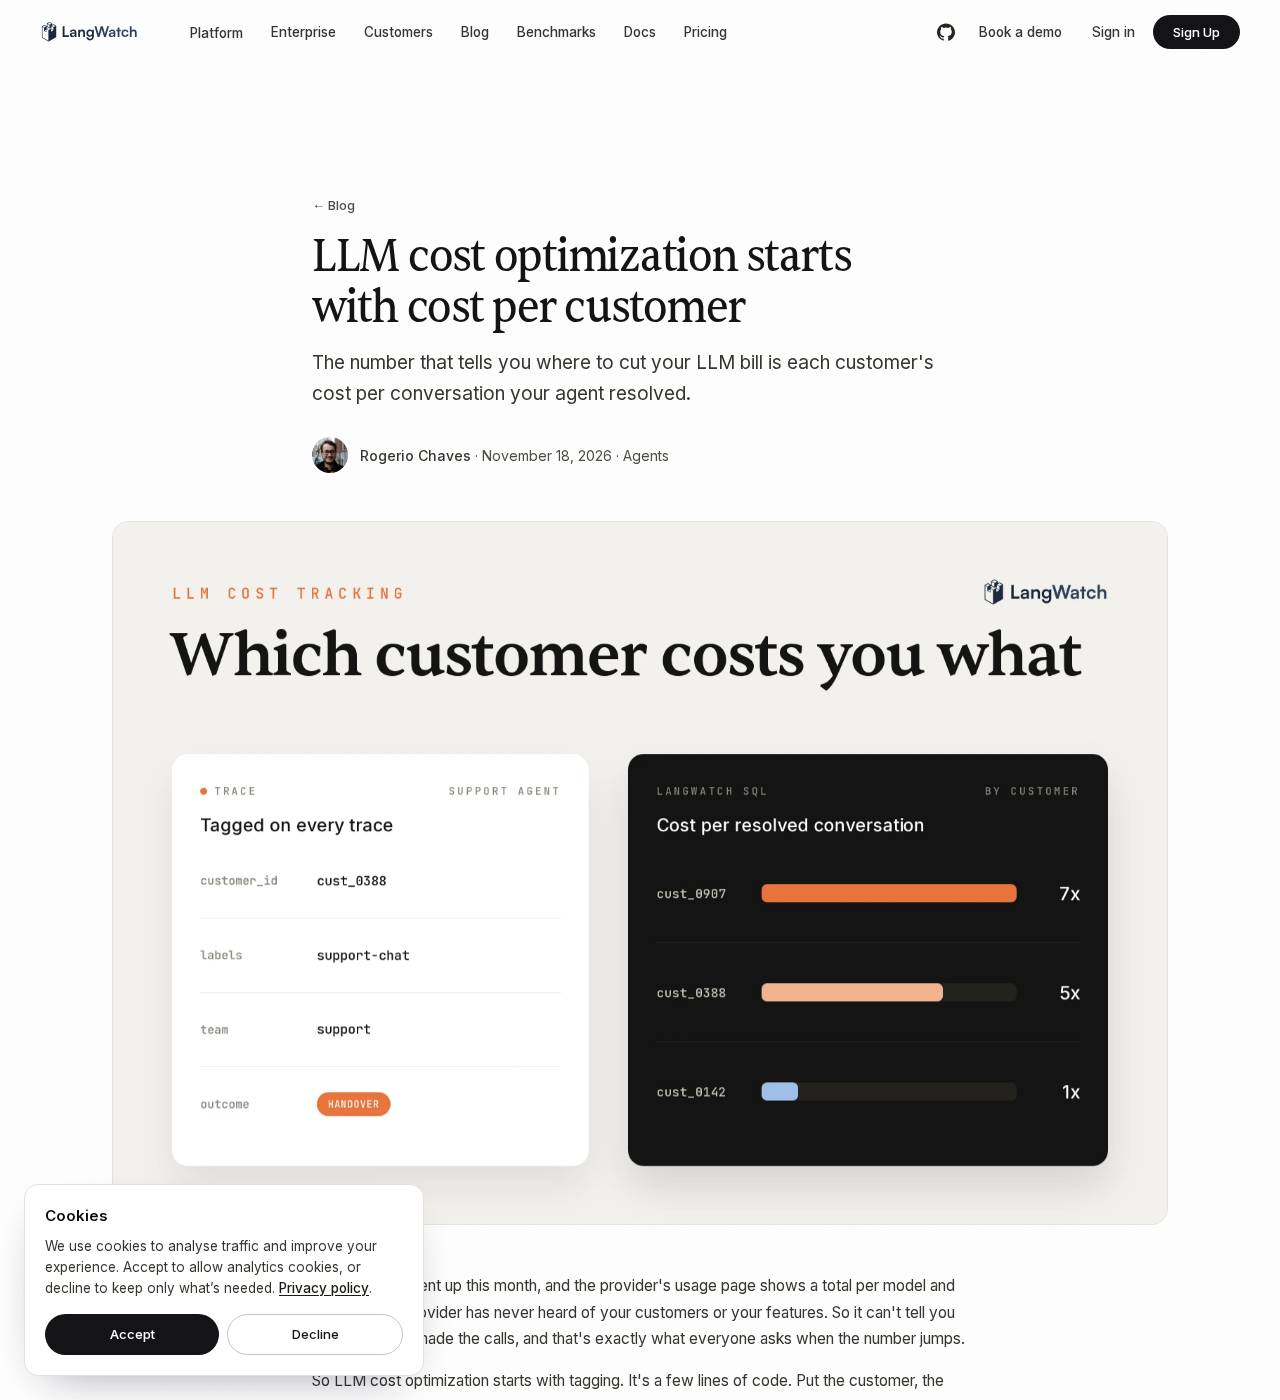 LangWatch
Platform
Enterprise
Customers
Blog
Benchmarks
Docs
Pricing
Book a demo
Sign in
Sign Up
← Blog
LLM cost optimization starts
with cost per customer
The number that tells you where to cut your LLM bill is each customer's
cost per conversation your agent resolved.
Rogerio Chaves · November 18, 2026 · Agents
LLM COST TRACKING
LangWatch
Which customer costs you what
TRACE
SUPPORT AGENT
Tagged on every trace
customer_id
cust_0388
labels
support-chat
team
support
outcome
HANDOVER
LANGWATCH SQL
BY CUSTOMER
Cost per resolved conversation
cust_0907
7x
cust_0388
5x
cust_0142
1x
Cookies
We use cookies to analyse traffic and improve your
experience. Accept to allow analytics cookies, or
decline to keep only what’s needed. Privacy policy.
Accept
Decline
up this month, and the provider's usage page shows a total per model and
has never heard of your customers or your features. So it can't tell you
the calls, and that's exactly what everyone asks when the number jumps.
So LLM cost optimization starts with tagging. It's a few lines of code. Put the customer, the